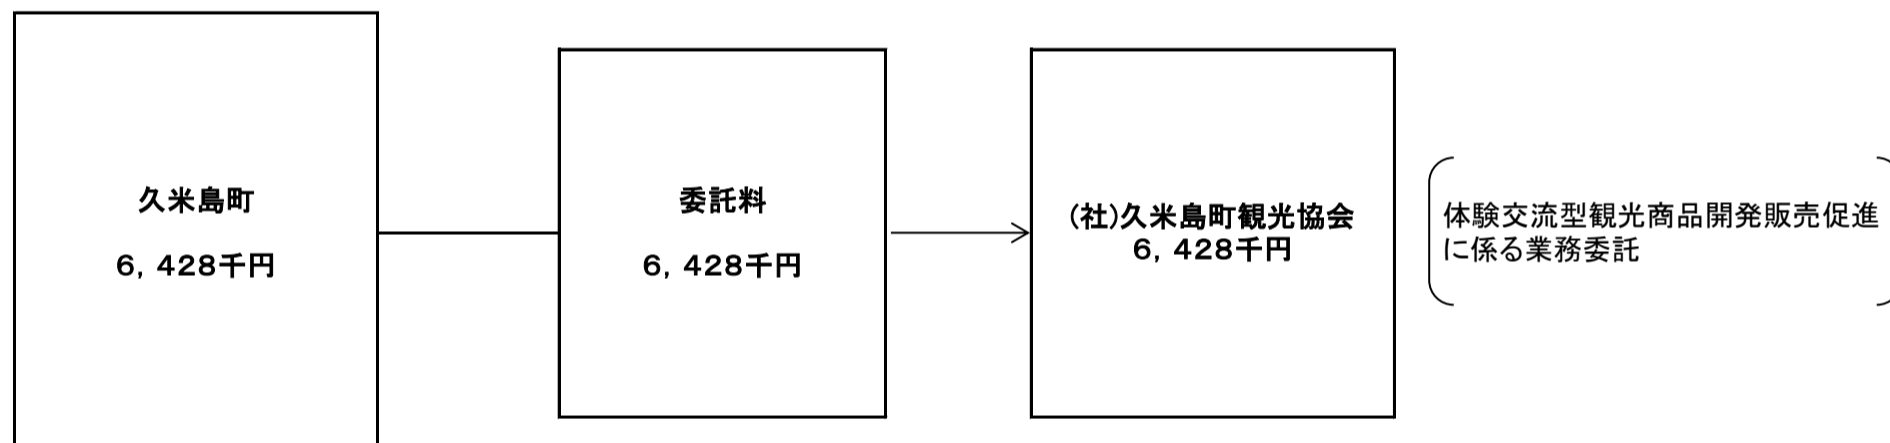 久米島町
6，428千円
委託料
6，428千円
(社)久米島町観光協会
6，428千円
体験交流型観光商品開発販売促進
に係る業務委託